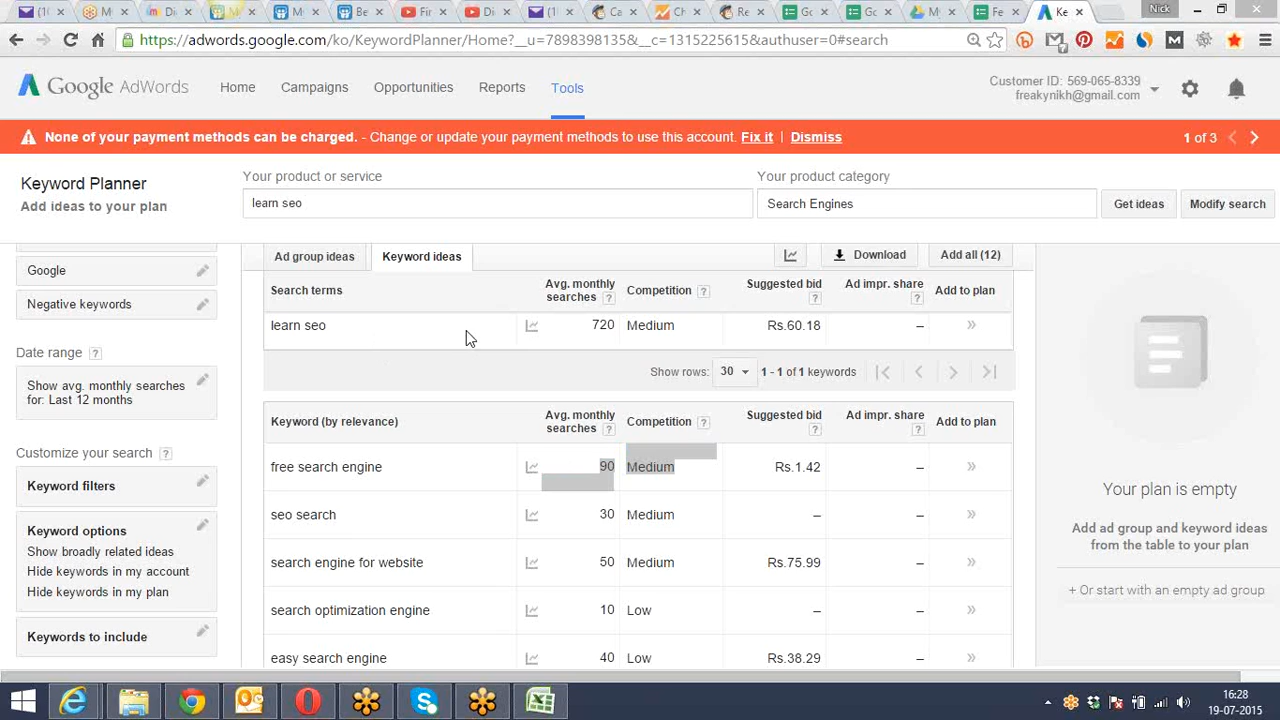 Nick
https://adwords.google.com/ko/KeywordPlanner/Home?__u=7898398135&__c=1315225615&authuser=0#search
Google AdWords
Home Campaigns Opportunities Reports Tools
Customer ID: 569-065-8339
freakynikh@gmail.com
None of your payment methods can be charged. - Change or update your payment methods to use this account. Fix it | Dismiss
1 of 3
Keyword Planner
Add ideas to your plan
Your product or service
learn seo
Your product category
Search Engines
Get ideas
Modify search
Google
Negative keywords
Date range ?
Show avg. monthly searches
for: Last 12 months
Customize your search ?
Keyword filters
Keyword options
Show broadly related ideas
Hide keywords in my account
Hide keywords in my plan
Keywords to include
Ad group ideas Keyword ideas
Download
Add all (12)
Search terms Avg. monthly searches ? Competition ? Suggested bid ? Ad impr. share ? Add to plan
learn seo 720 Medium Rs.60.18 – »
Show rows: 30 1 - 1 of 1 keywords
Keyword (by relevance) Avg. monthly searches ? Competition ? Suggested bid ? Ad impr. share ? Add to plan
free search engine 90 Medium Rs.1.42 – »
seo search 30 Medium – – »
search engine for website 50 Medium Rs.75.99 – »
search optimization engine 10 Low – – »
easy search engine 40 Low Rs.38.29 – »
Your plan is empty
Add ad group and keyword ideas
from the table to your plan
+ Or start with an empty ad group
16:28
19-07-2015